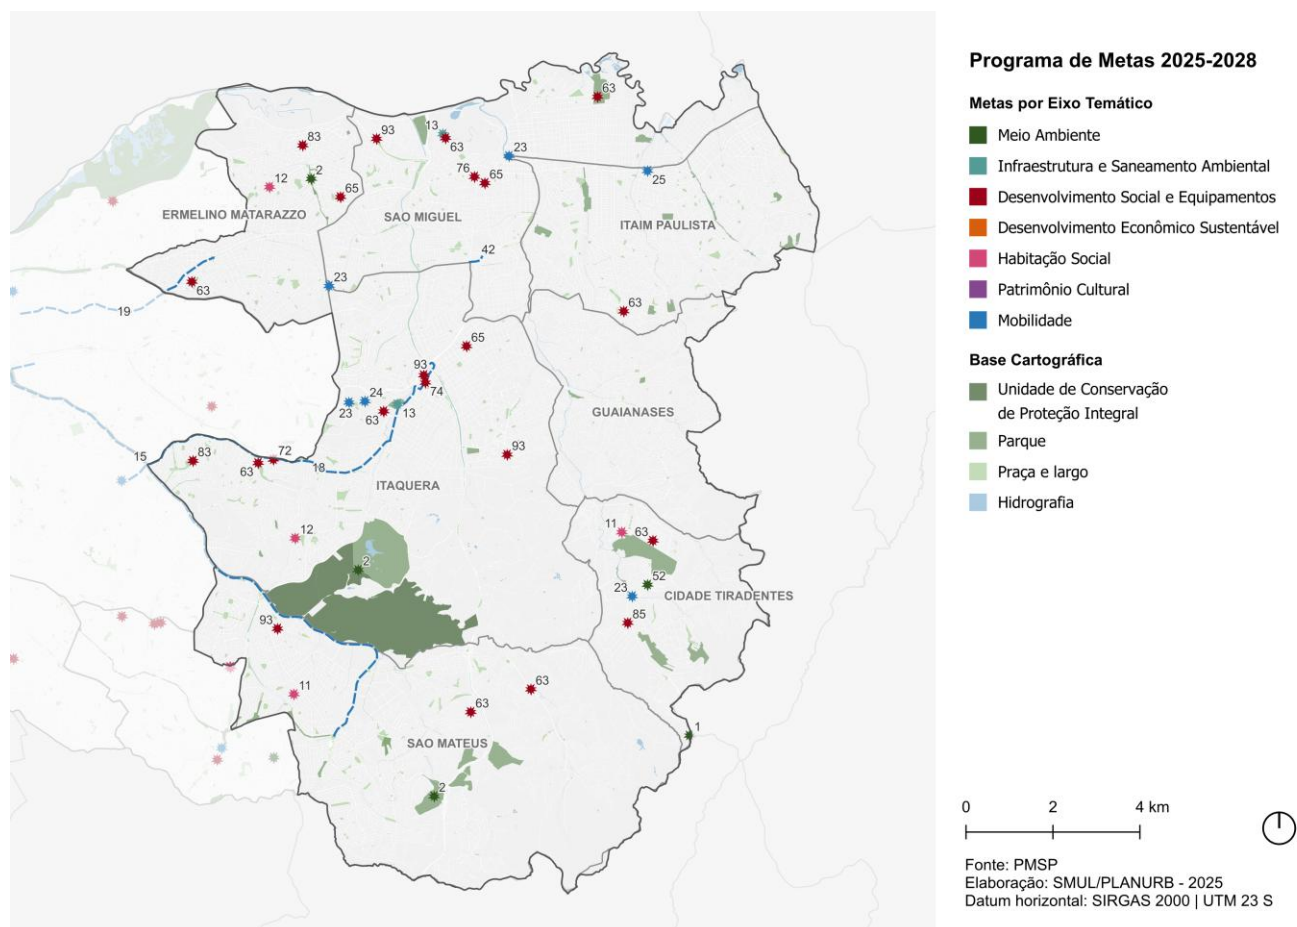 Programa de Metas 2025-2028
Metas por Eixo Temático
Meio Ambiente
Infraestrutura e Saneamento Ambiental
Desenvolvimento Social e Equipamentos
Desenvolvimento Econômico Sustentável
Habitação Social
Patrimônio Cultural
Mobilidade
Base Cartográfica
Unidade de Conservação
de Proteção Integral
Parque
Praça e largo
Hidrografia
63
83
93
13
63
23
2
12
76
65
25
65
ERMELINO MATARAZZO
SAO MIGUEL
ITAIM PAULISTA
42
23
63
19
63
65
93
74
24
23
63
13
GUAIANASES
15
83
63
72
18
93
ITAQUERA
12
11
63
2
52
23
CIDADE TIRADENTES
85
93
11
63
63
1
SAO MATEUS
2
0 2 4 km
Fonte: PMSP
Elaboração: SMUL/PLANURB - 2025
Datum horizontal: SIRGAS 2000 | UTM 23 S